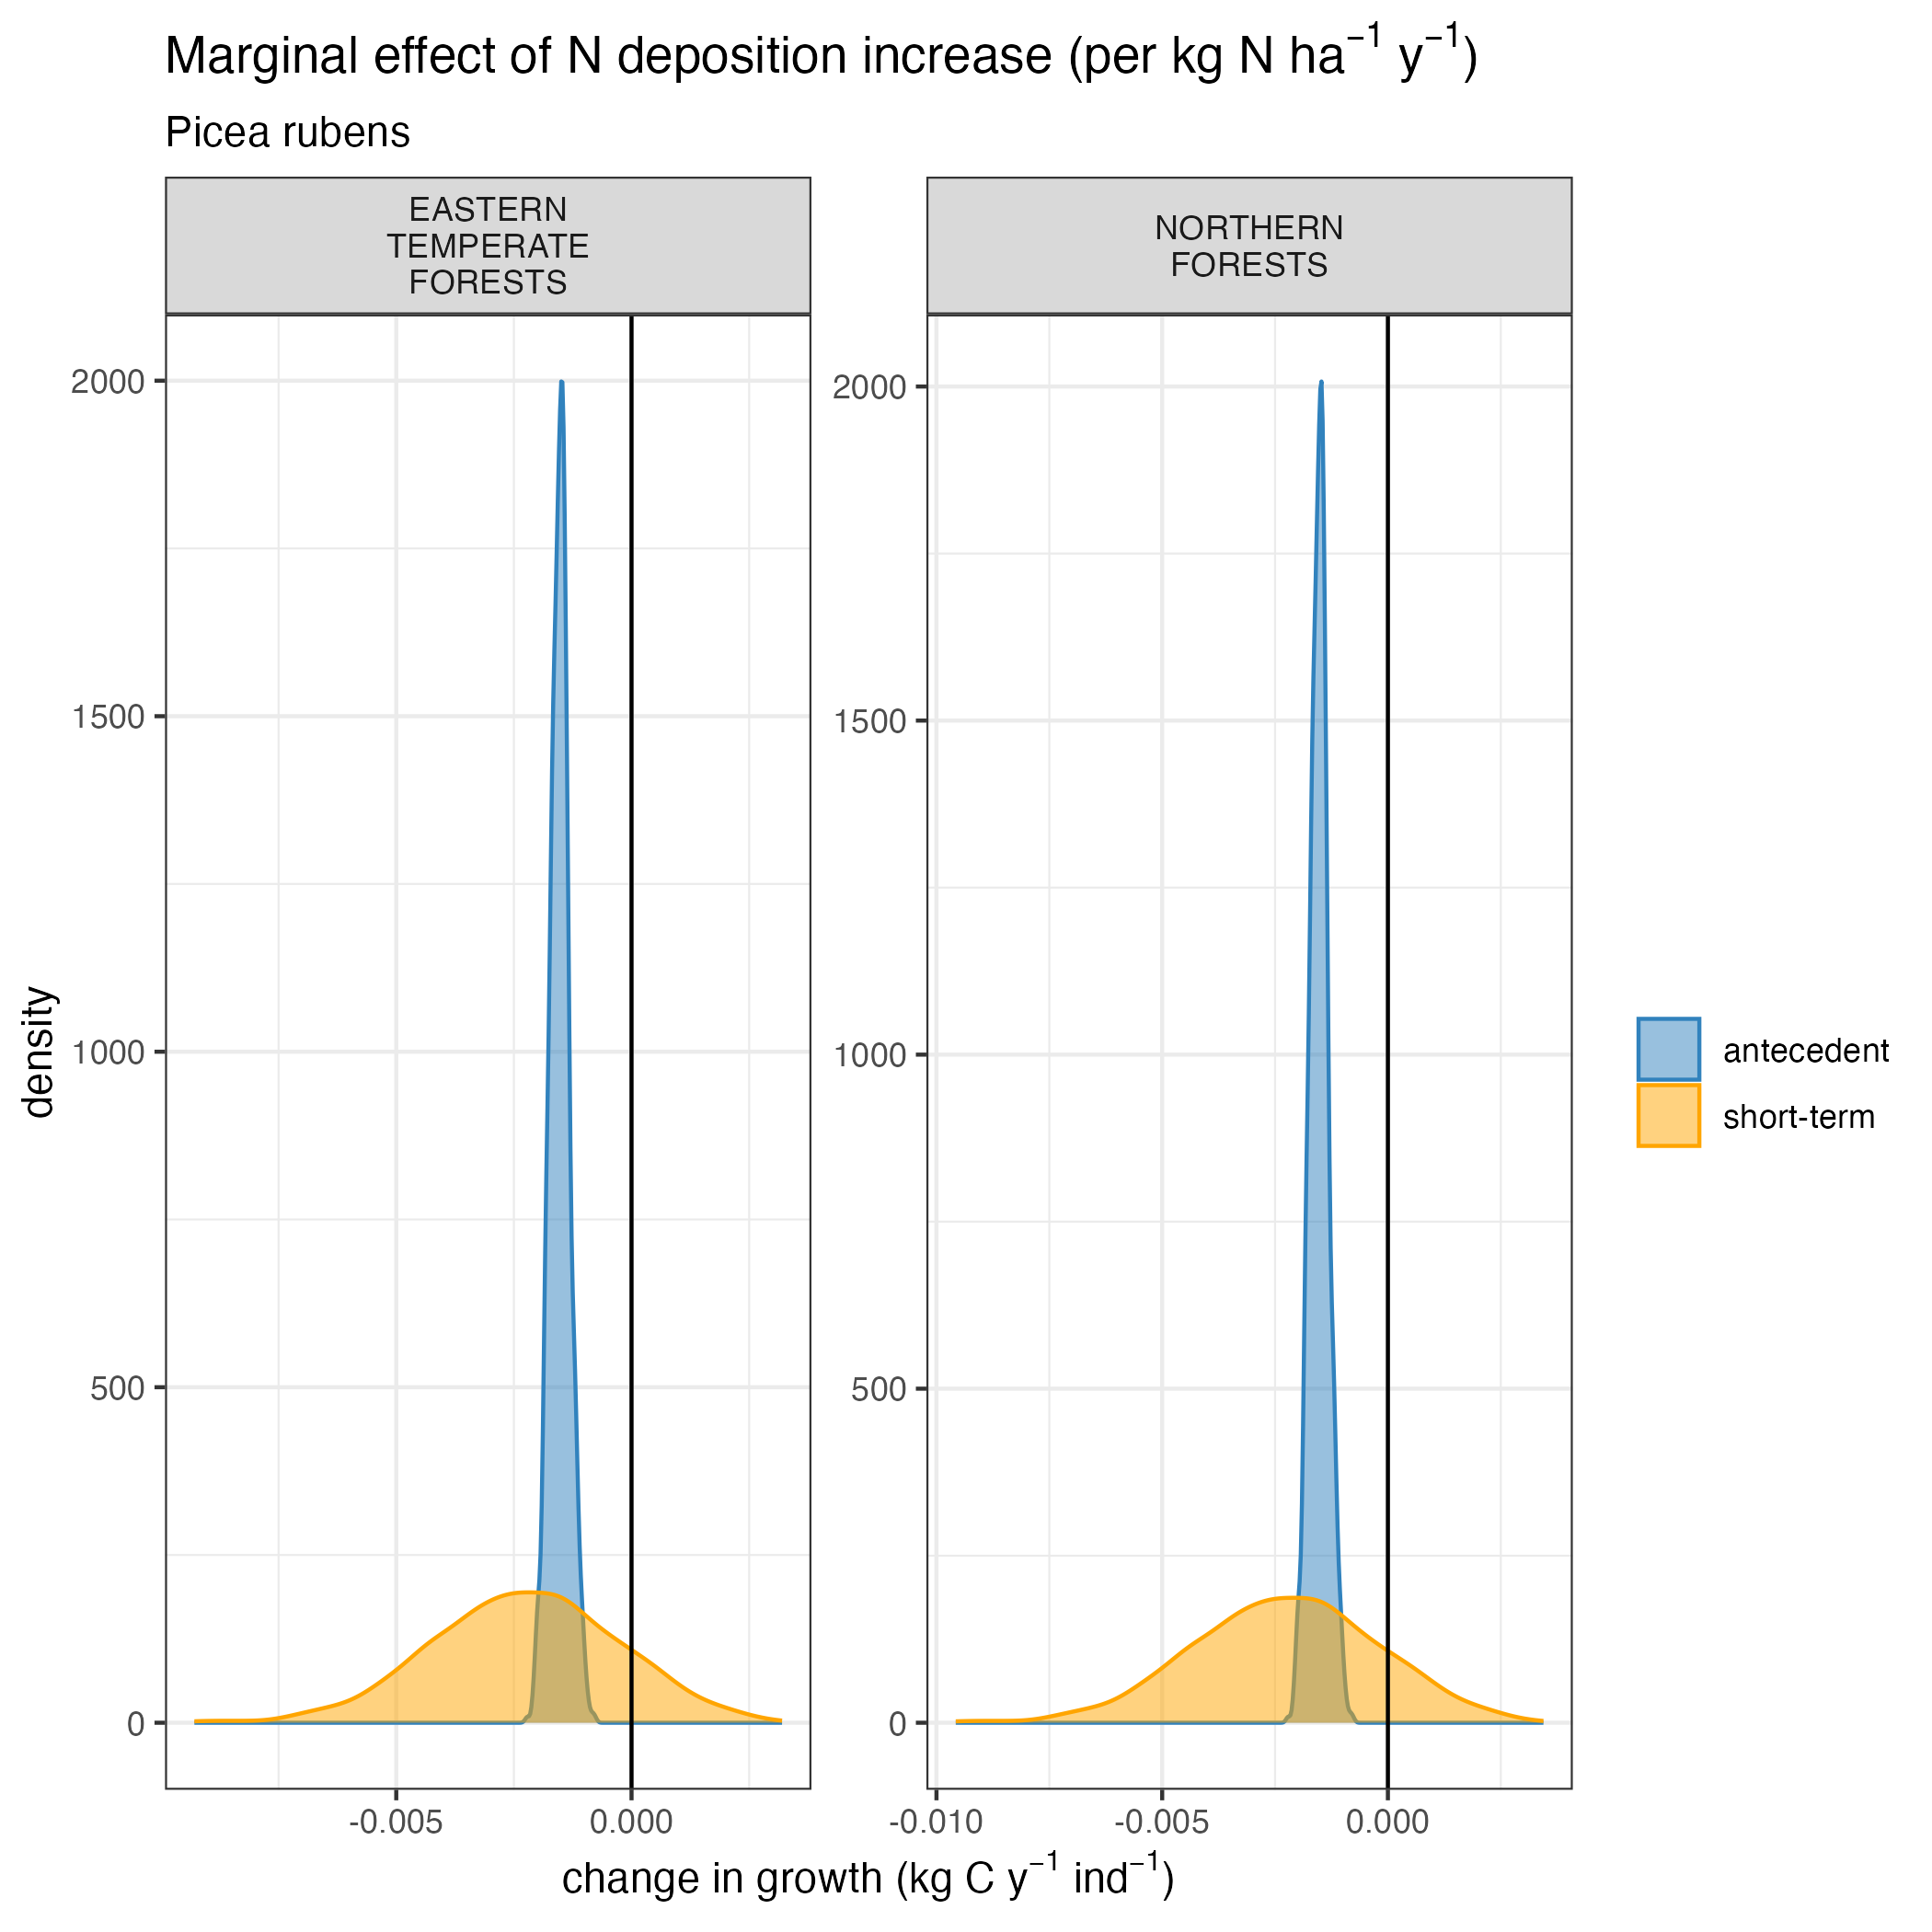 Marginal effect of N deposition increase (per kg N ha⁻¹ y⁻¹)
Picea rubens
EASTERN
TEMPERATE
FORESTS
NORTHERN
FORESTS
density
2000
1500
1000
500
0
2000
1500
1000
500
0
-0.005 0.000
-0.010 -0.005 0.000
change in growth (kg C y⁻¹ ind⁻¹)
antecedent
short-term